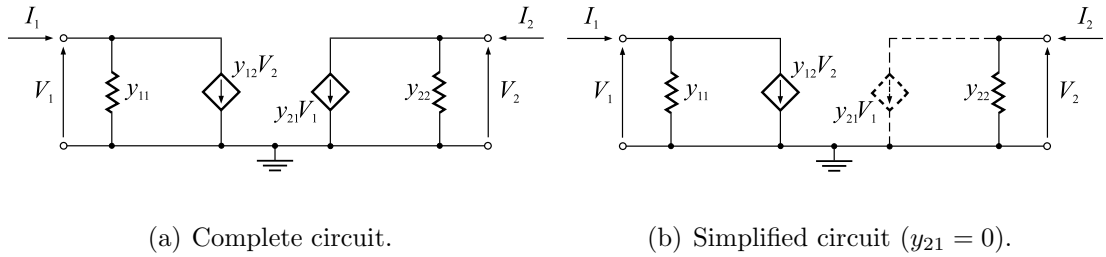 I₁ I₂ I₁ I₂
y₁₂V₂ y₁₂V₂
V₁ y₁₁ y₂₂ V₂ V₁ y₁₁ y₂₂ V₂
y₂₁V₁ y₂₁V₁
(a) Complete circuit. (b) Simplified circuit (y₂₁ = 0).